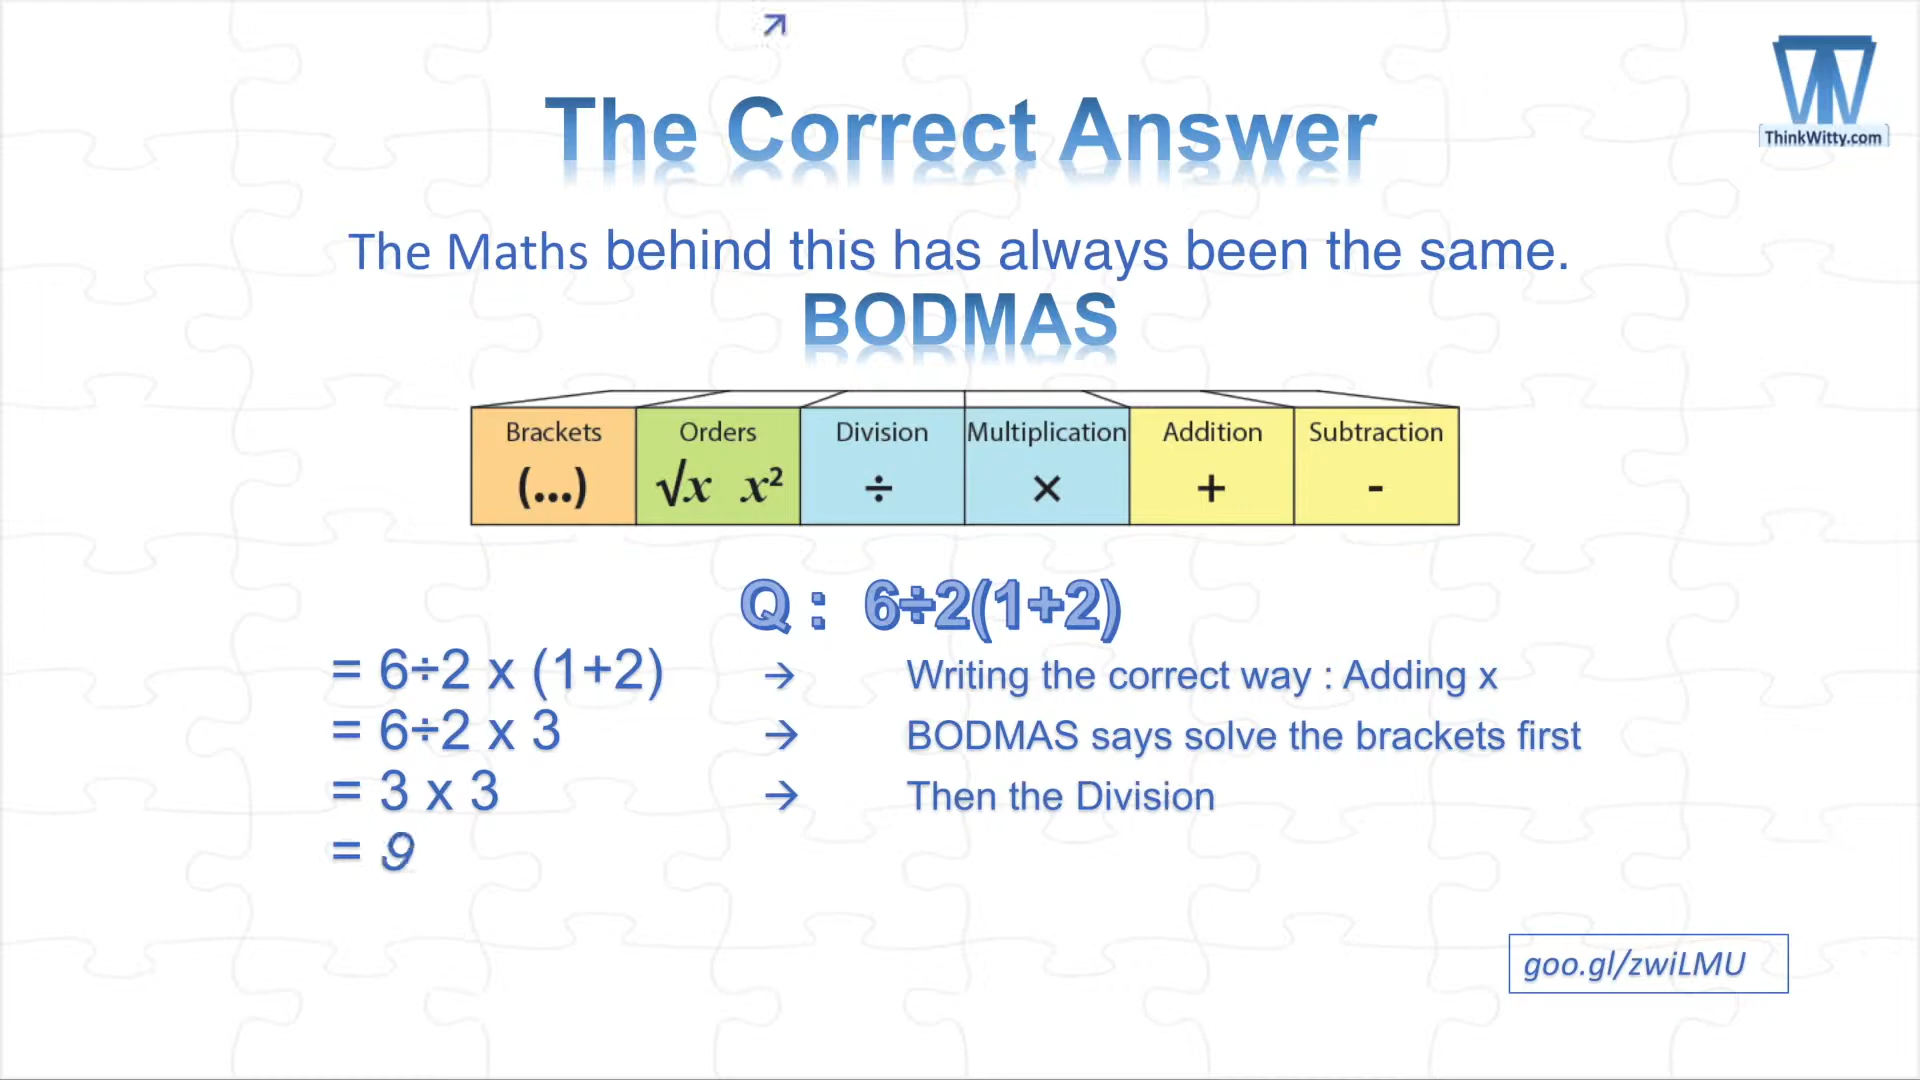 The Correct Answer
ThinkWitty.com
The Maths behind this has always been the same.
BODMAS
Brackets Orders Division Multiplication Addition Subtraction
(...) √x x² ÷ × + -
Q : 6÷2(1+2)
= 6÷2 x (1+2) → Writing the correct way : Adding x
= 6÷2 x 3 → BODMAS says solve the brackets first
= 3 x 3 → Then the Division
= 9
goo.gl/zwiLMU